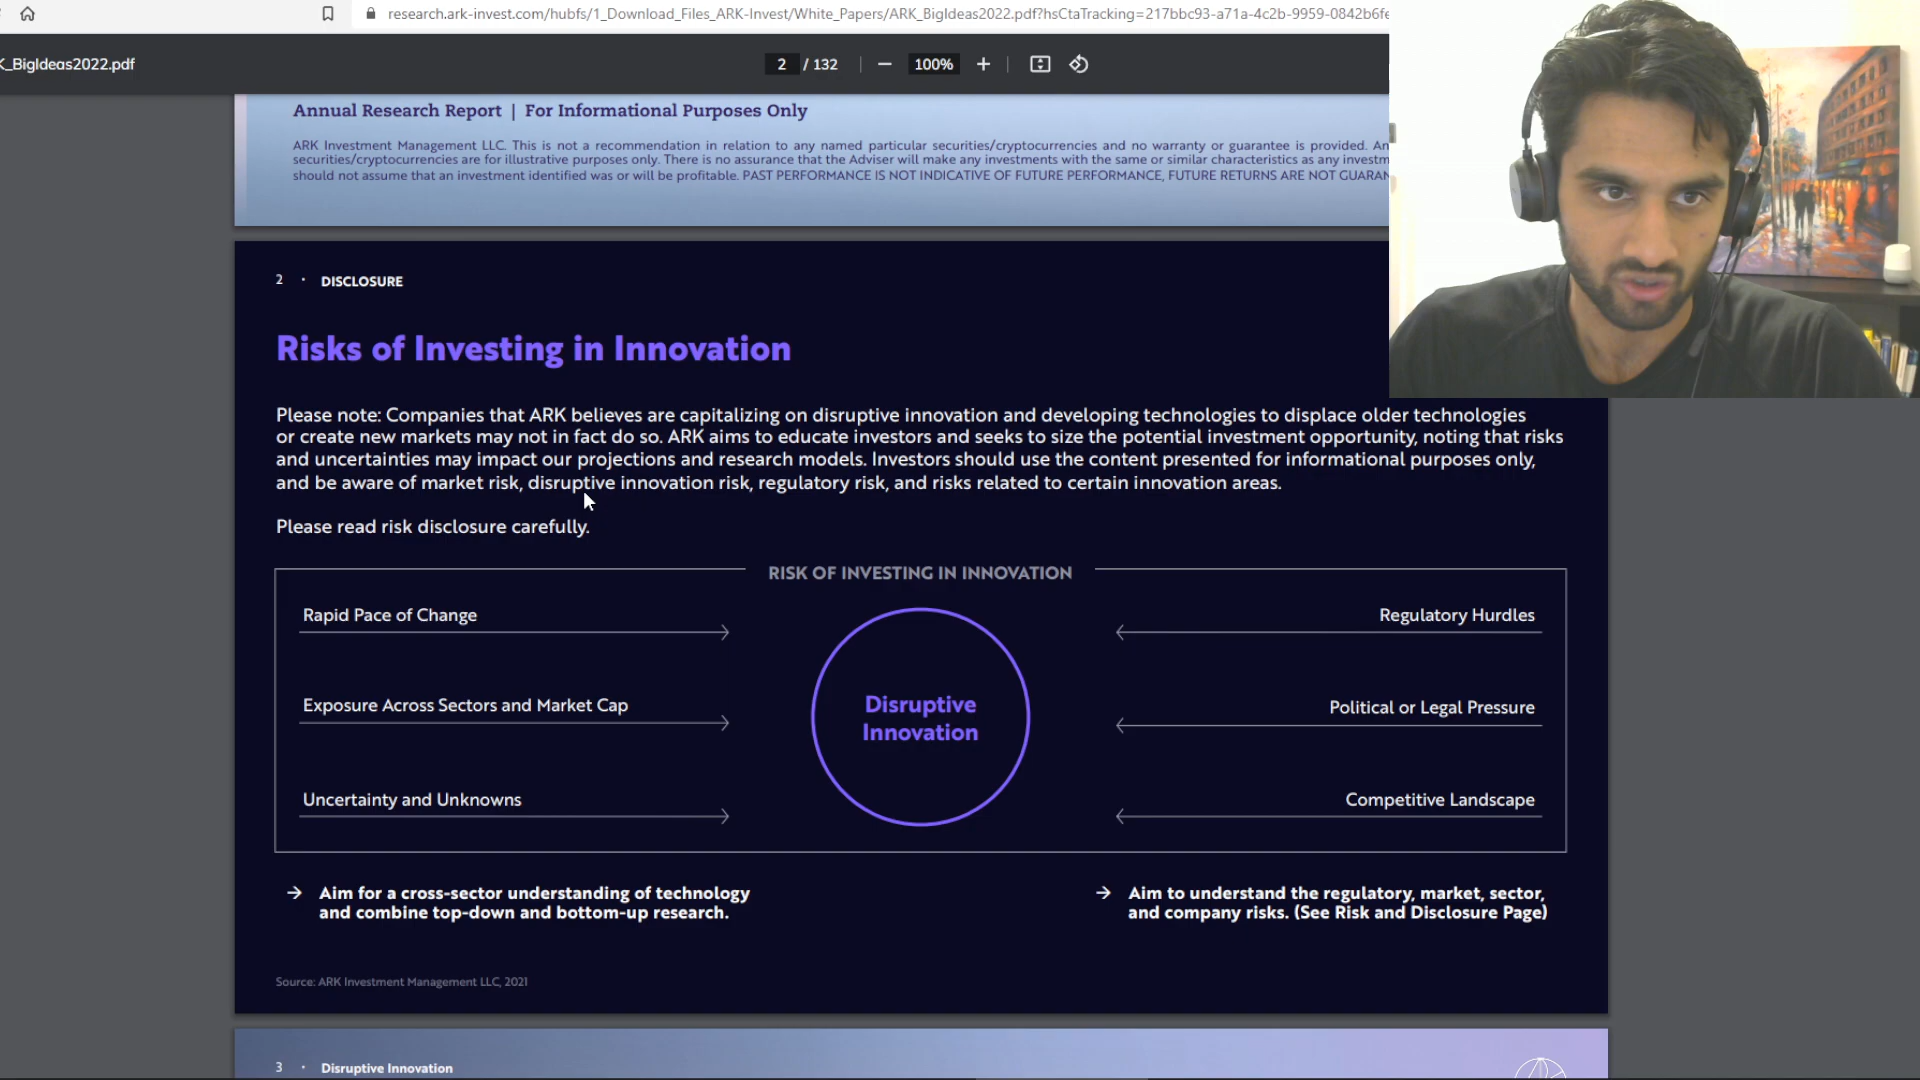 research.ark-invest.com/hubfs/1_Download_Files_ARK-Invest/White_Papers/ARK_BigIdeas2022.pdf?hsCtaTracking=217bbc93-a71a-4c2b-9959-0842b6fe
K_BigIdeas2022.pdf
2 / 132
100%
Annual Research Report | For Informational Purposes Only
ARK Investment Management LLC. This is not a recommendation in relation to any named particular securities/cryptocurrencies and no warranty or guarantee is provided.
securities/cryptocurrencies are for illustrative purposes only. There is no assurance that the Adviser will make any investments with the same or similar characteristics as any
should not assume that an investment identified was or will be profitable. PAST PERFORMANCE IS NOT INDICATIVE OF FUTURE PERFORMANCE, FUTURE RETURNS ARE NOT
2 · DISCLOSURE
Risks of Investing in Innovation
Please note: Companies that ARK believes are capitalizing on disruptive innovation and developing technologies to displace older technologies
or create new markets may not in fact do so. ARK aims to educate investors and seeks to size the potential investment opportunity, noting that risks
and uncertainties may impact our projections and research models. Investors should use the content presented for informational purposes only,
and be aware of market risk, disruptive innovation risk, regulatory risk, and risks related to certain innovation areas.
Please read risk disclosure carefully.
RISK OF INVESTING IN INNOVATION
Rapid Pace of Change
Exposure Across Sectors and Market Cap
Uncertainty and Unknowns
Disruptive
Innovation
Regulatory Hurdles
Political or Legal Pressure
Competitive Landscape
→ Aim for a cross-sector understanding of technology
and combine top-down and bottom-up research.
→ Aim to understand the regulatory, market, sector,
and company risks. (See Risk and Disclosure Page)
Source: ARK Investment Management LLC, 2021
3 · Disruptive Innovation